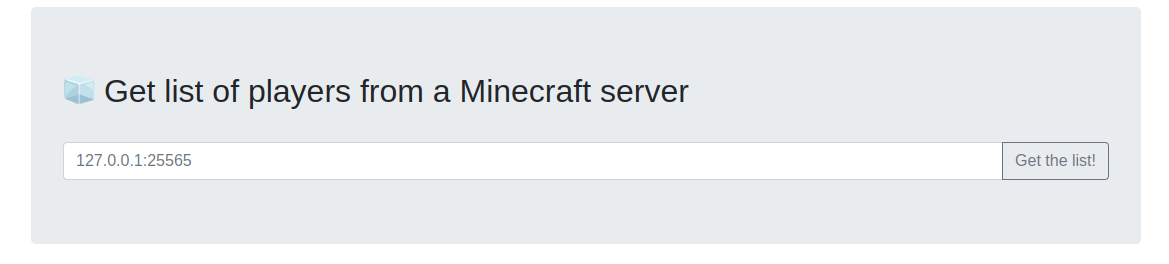 Get list of players from a Minecraft server
127.0.0.1:25565
Get the list!